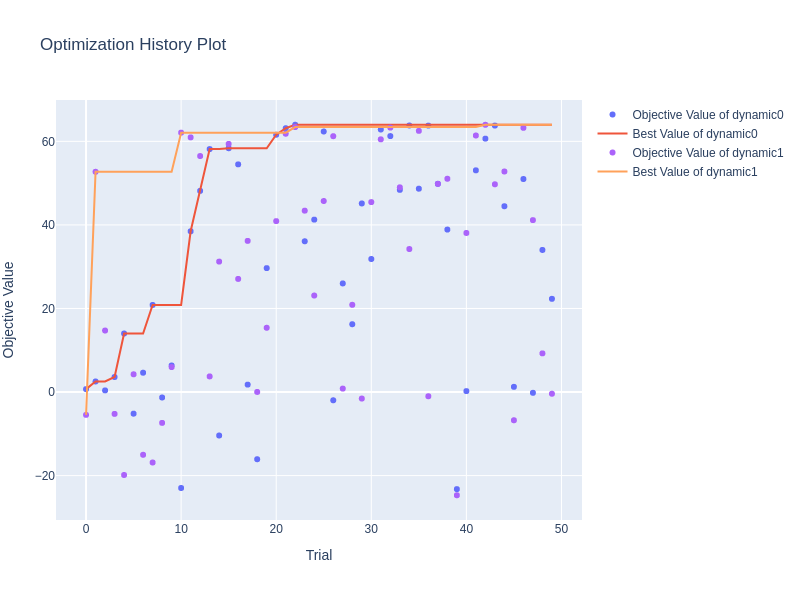 Optimization History Plot
Objective Value of dynamic0
Best Value of dynamic0
Objective Value of dynamic1
Best Value of dynamic1
60
40
20
0
−20
Objective Value
0 10 20 30 40 50
Trial